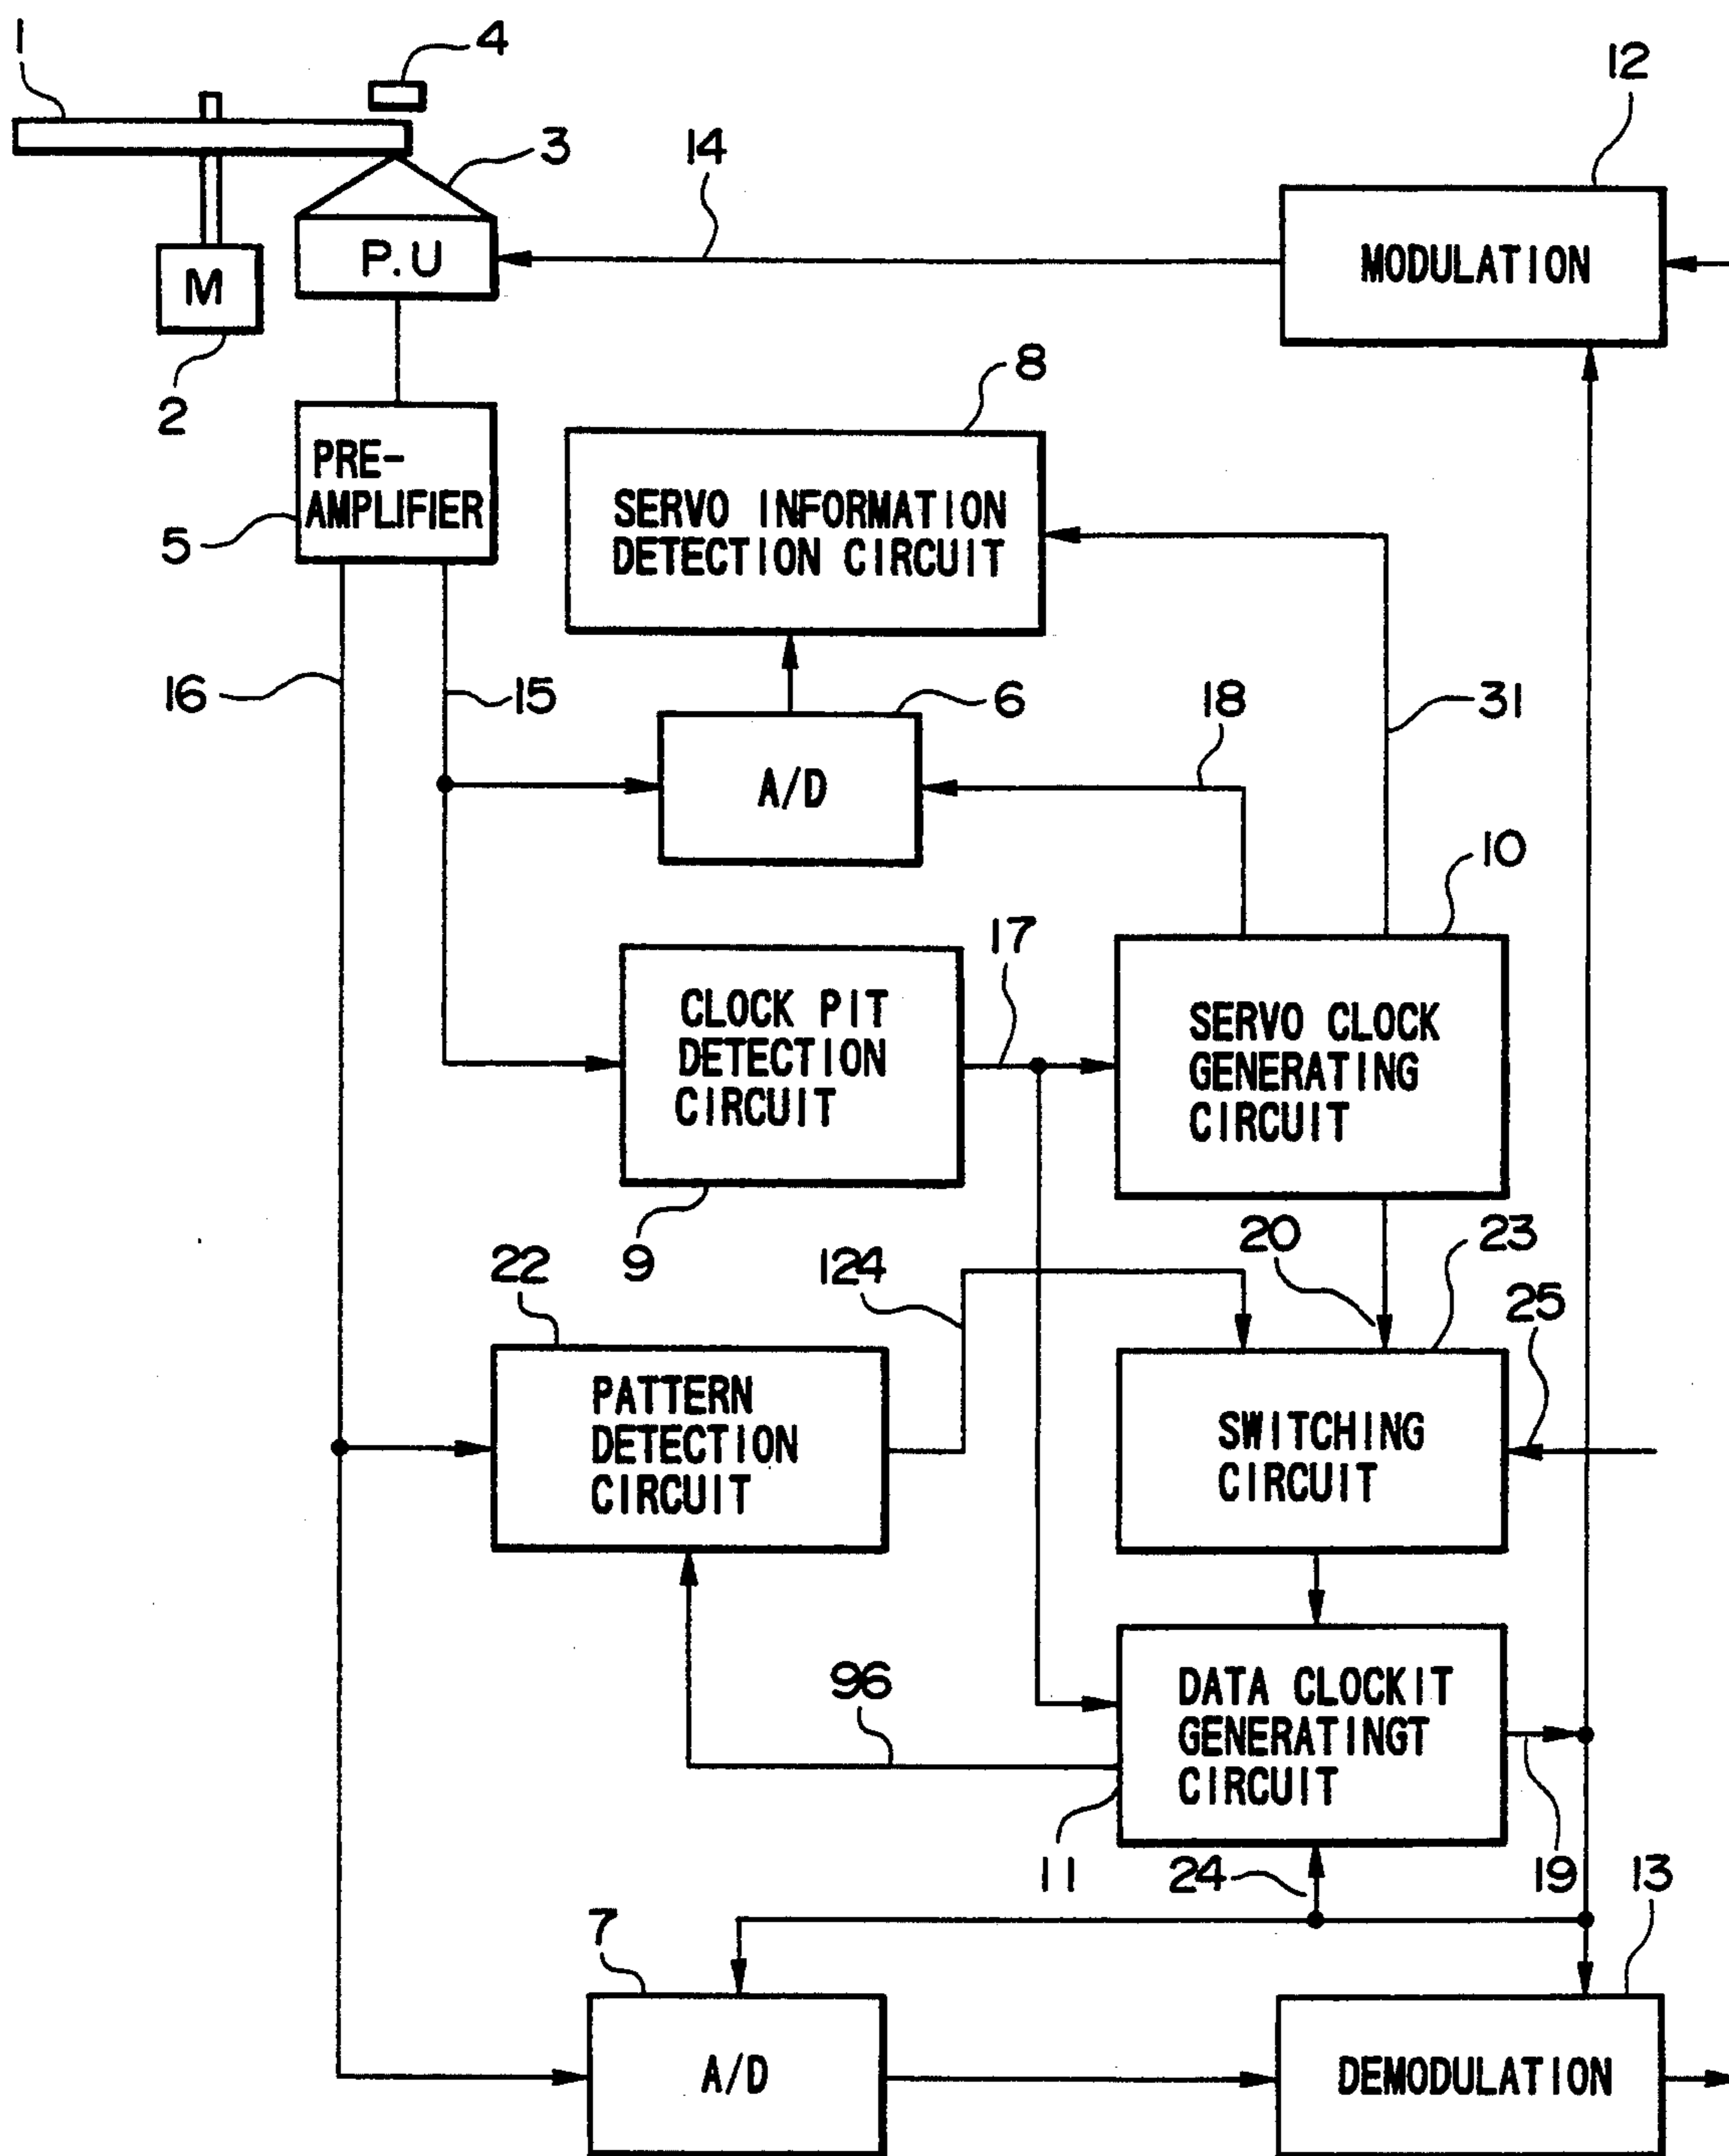 1
4
12
3
14
P.U
MODULATION
M
2
8
PRE-
AMPLIFIER
5
SERVO INFORMATION
DETECTION CIRCUIT
16
15
6
18
31
A/D
10
17
CLOCK PIT
DETECTION
CIRCUIT
SERVO CLOCK
GENERATING
CIRCUIT
9
22
124
20
23
25
PATTERN
DETECTION
CIRCUIT
SWITCHING
CIRCUIT
96
DATA CLOCKIT
GENERATINGT
CIRCUIT
11
24
19
13
7
A/D
DEMODULATION